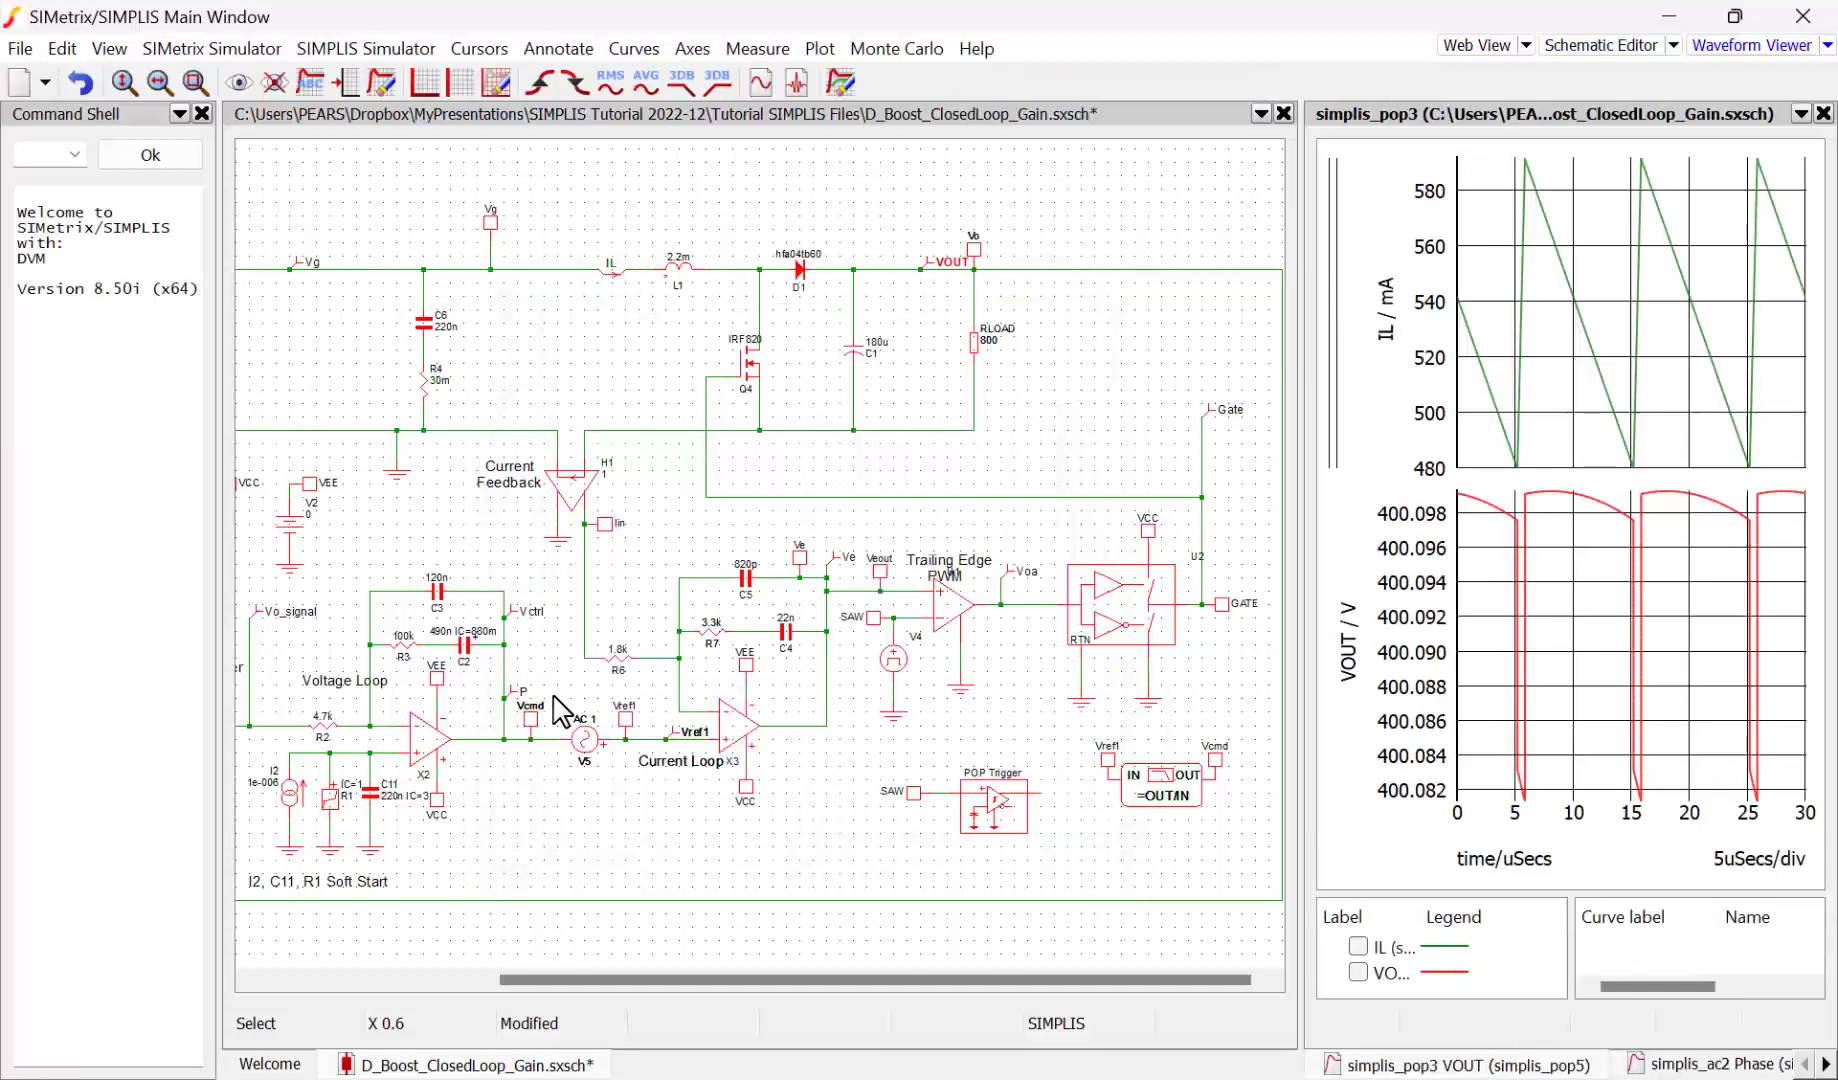 SIMetrix/SIMPLIS Main Window
File Edit View SIMetrix Simulator SIMPLIS Simulator Cursors Annotate Curves Axes Measure Plot Monte Carlo Help
Web View Schematic Editor Waveform Viewer
ABC RMS AVG 3DB 3DB
Command Shell
Ok
Welcome to
SIMetrix/SIMPLIS
with:
DVM
Version 8.50i (x64)
C:\Users\PEARS\Dropbox\MyPresentations\SIMPLIS Tutorial 2022-12\Tutorial SIMPLIS Files\D_Boost_ClosedLoop_Gain.sxsch*
Vg
Vg
IL
2.2m
L1
hfa04tb60
D1
VOUT
Vo
C6
220n
R4
30m
IRF820
Q4
180u
C1
RLOAD
800
Gate
Current
Feedback
H1
1
Iin
VCC
VEE
V2
0
VCC
U2
Trailing Edge
PWM
Voa
GATE
RTN
120n
C3
Vctrl
Vo_signal
100k
R3
490n IC=880m
C2
VEE
Voltage Loop
P
Vcmd
4.7k
R2
X2
VCC
I2
1e-006
IC=1
R1
C11
220n IC=3
I2, C11, R1 Soft Start
AC 1
V5
Vref1
Vref1
Current Loop
X3
VCC
VEE
1.8k
R6
820p
C5
3.3k
R7
22n
C4
Ve
Ve
Veout
SAW
V4
POP Trigger
SAW
Vref1
Vcmd
IN OUT
=OUT/IN
Select X 0.6 Modified SIMPLIS
Welcome D_Boost_ClosedLoop_Gain.sxsch*
simplis_pop3 (C:\Users\PEA...ost_ClosedLoop_Gain.sxsch)
IL / mA
580
560
540
520
500
480
VOUT / V
400.098
400.096
400.094
400.092
400.090
400.088
400.086
400.084
400.082
0 5 10 15 20 25 30
time/uSecs 5uSecs/div
Label Legend
IL (s...
VO...
Curve label Name
simplis_pop3 VOUT (simplis_pop5) simplis_ac2 Phase (si